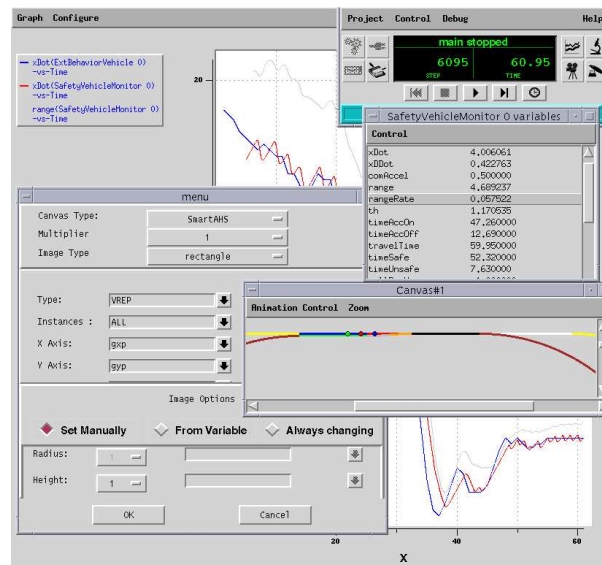 Graph Configure
xDot(ExtBehaviorVehicle 0)
-vs-Time
xDot(SafetyVehicleMonitor 0)
-vs-Time
range(SafetyVehicleMonitor 0)
-vs-Time
20
Project Control Debug Help
main stopped
6095 60.95
STEP TIME
SafetyVehicleMonitor 0 variables
Control
xDot 4.006061
xDDot 0.422763
comAccel 0.500000
range 4.689237
rangeRate 0.057522
th 1.170535
timeAccOn 47.260000
timeAccOff 12.690000
travelTime 59.950000
timeSafe 52.320000
timeUnsafe 7.630000
menu
Canvas Type: SmartAHS
Multiplier 1
Image Type rectangle
Type: VREP
Instances : ALL
X Axis: gxp
Y Axis: gyp
Image Options
Set Manually From Variable Always changing
Radius: 1
Height: 1
OK Cancel
Canvas#1
Animation Control Zoom
20 40 60
X